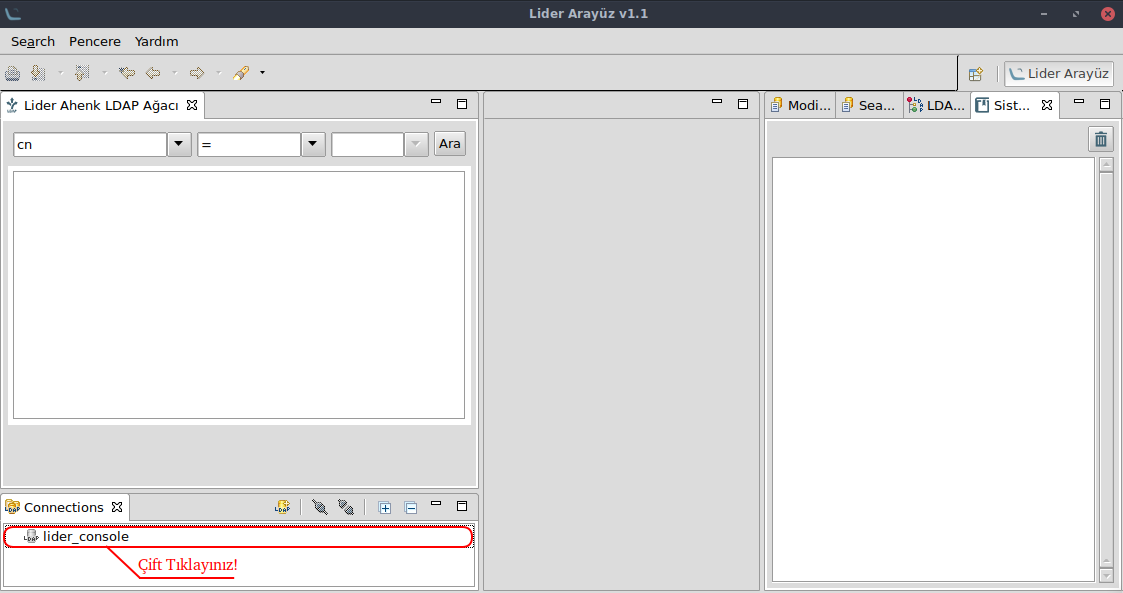 Lider Arayüz v1.1
Search Pencere Yardım
Lider Arayüz
Lider Ahenk LDAP Ağacı
Modi... Sea... LDA... Sist...
cn = Ara
Connections
lider_console
Çift Tıklayınız!